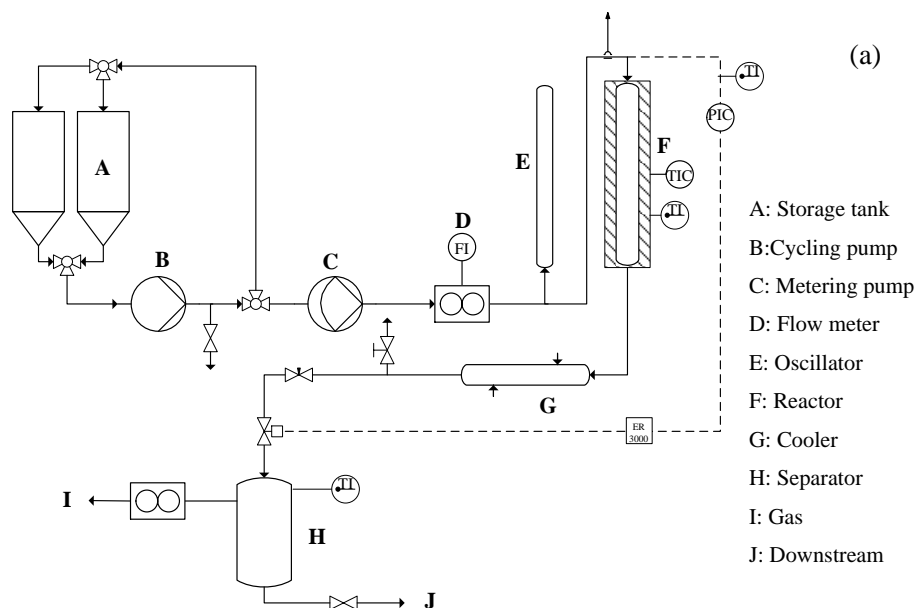 (a)
TI
PIC
A
E
F
TIC
TI
D
FI
B
C
G
ER
3000
TI
I
H
J
A: Storage tank
B:Cycling pump
C: Metering pump
D: Flow meter
E: Oscillator
F: Reactor
G: Cooler
H: Separator
I: Gas
J: Downstream